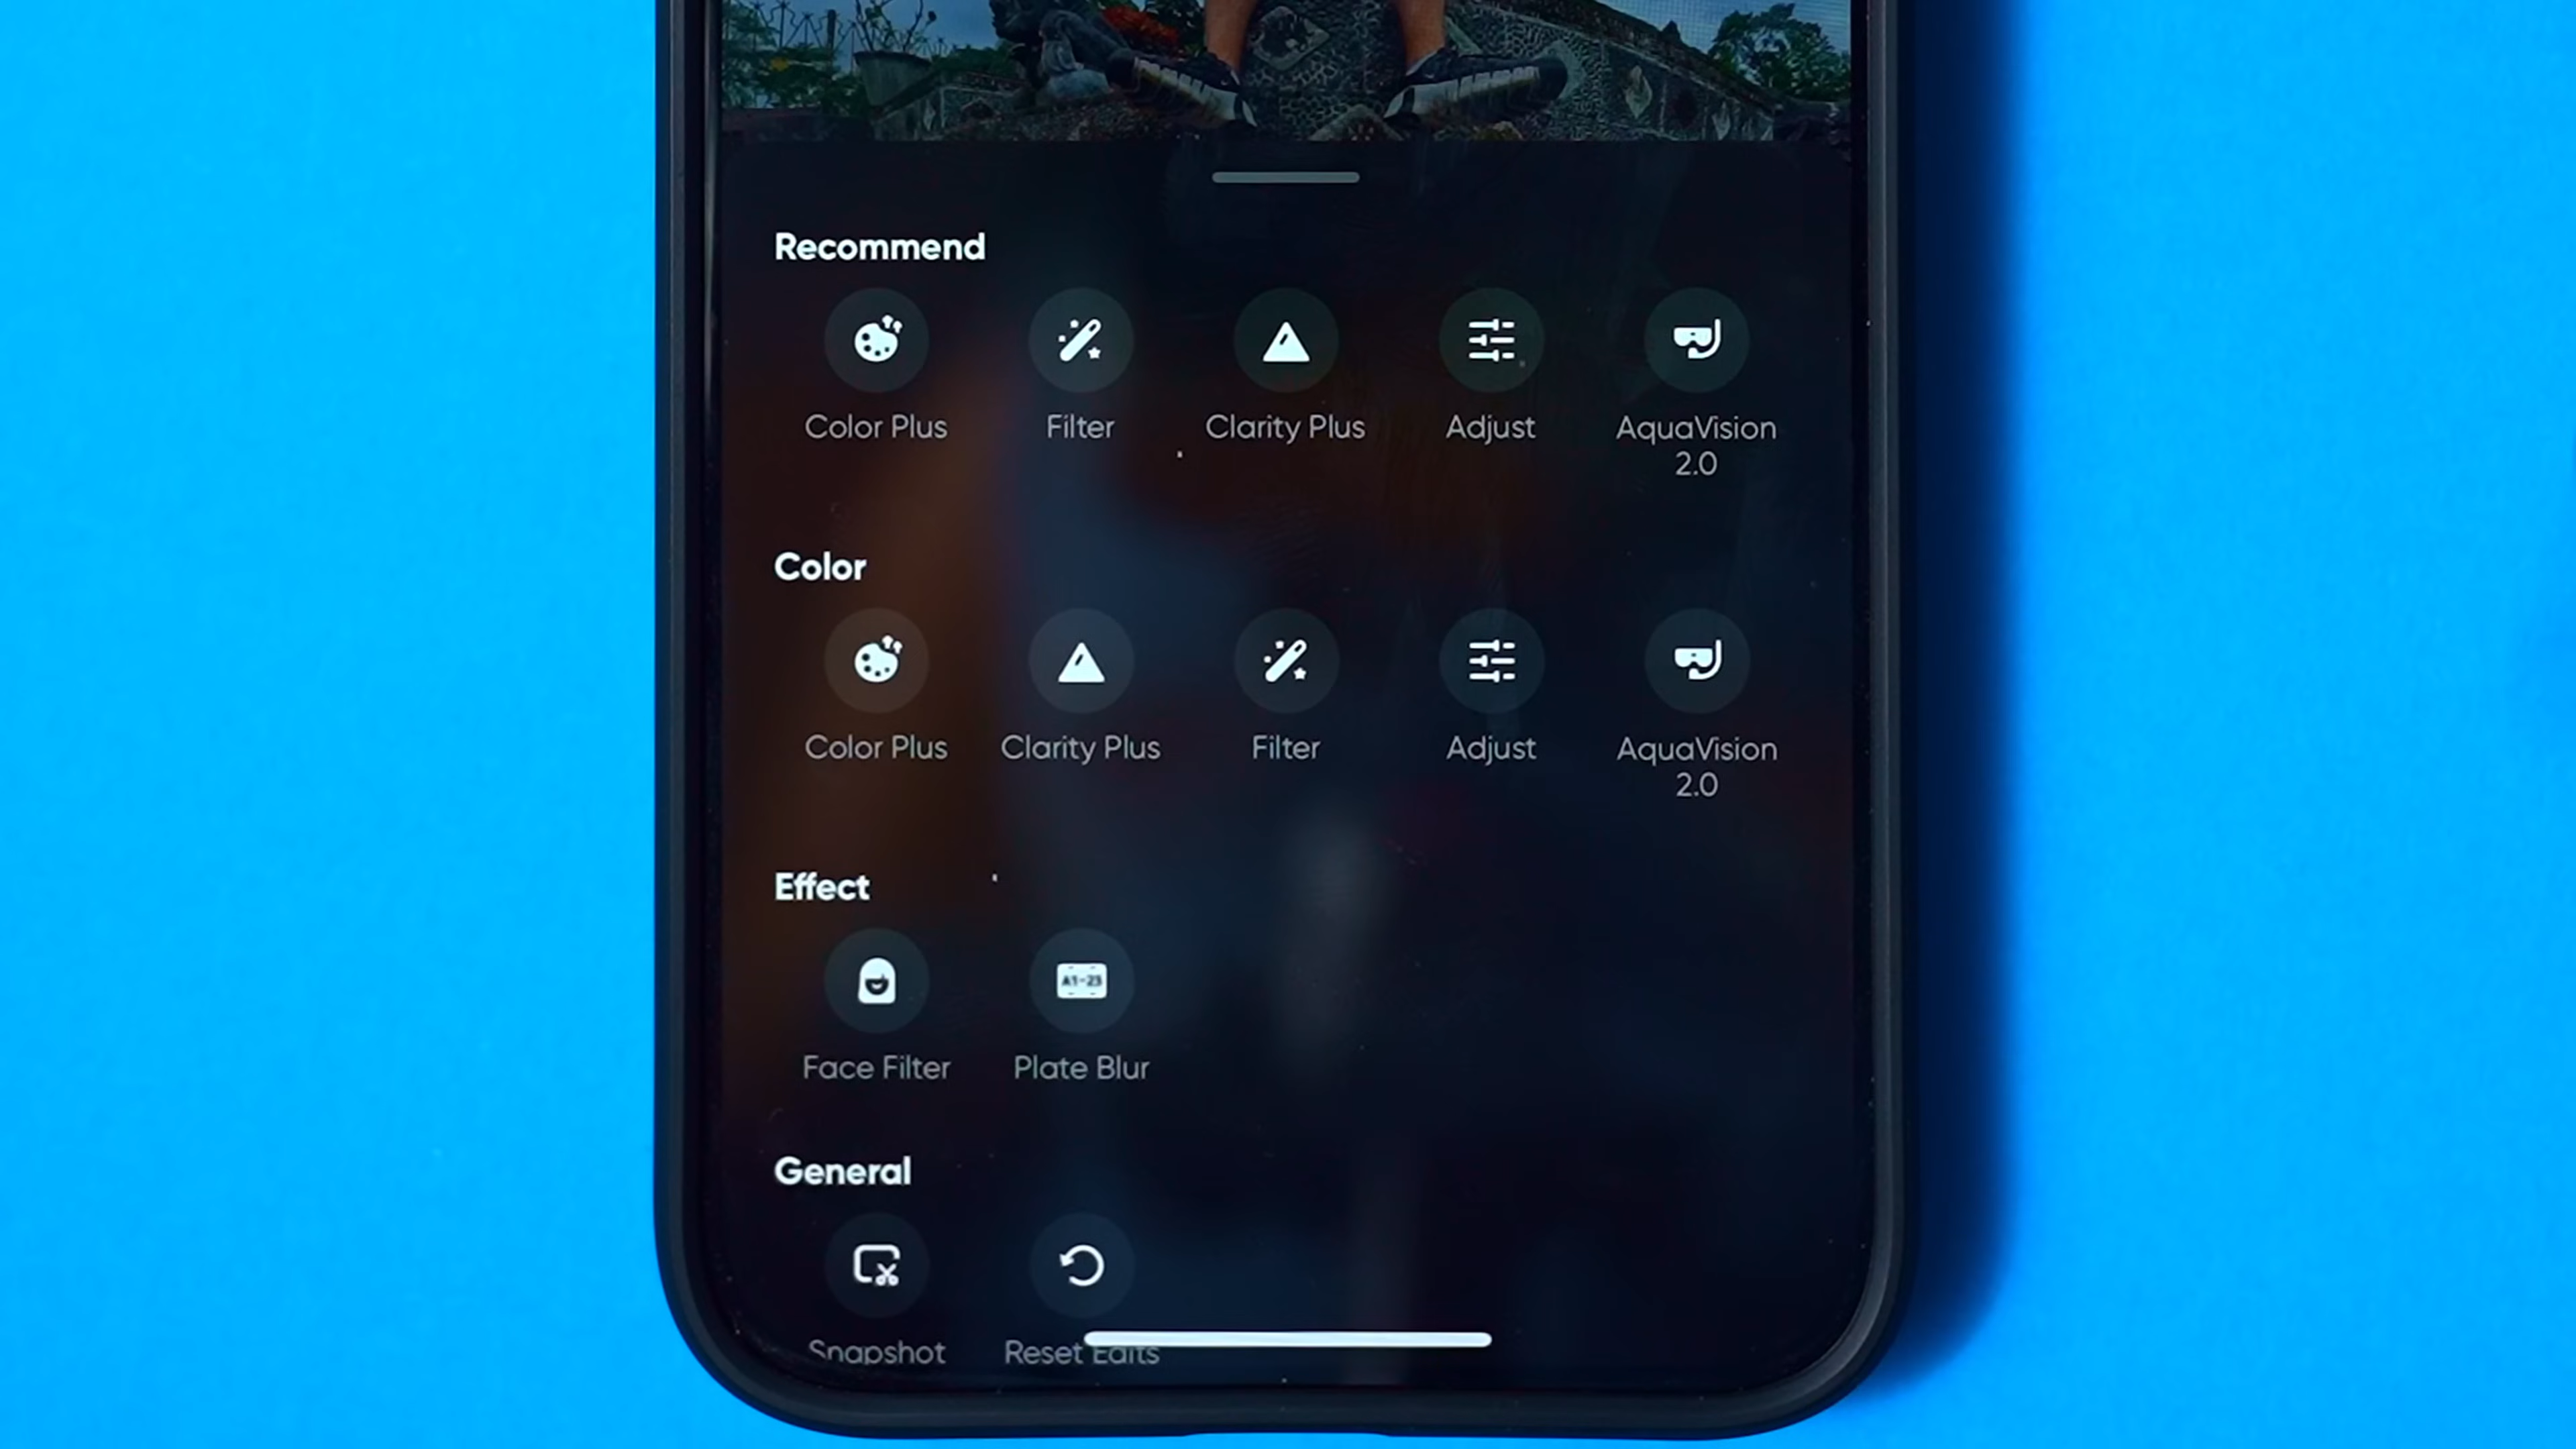 Recommend
Color Plus
Filter
Clarity Plus
Adjust
AquaVision
2.0
Color
Color Plus
Clarity Plus
Filter
Adjust
AquaVision
2.0
Effect
A1-23
Face Filter
Plate Blur
General
Snapshot
Reset Edits